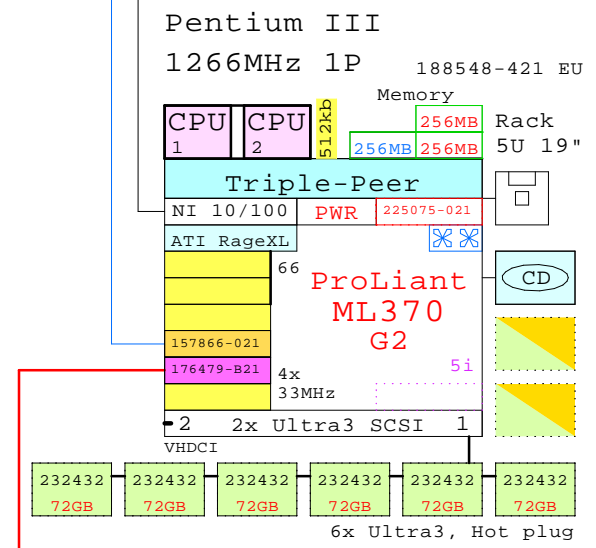 Pentium III
1266MHz 1P
188548-421 EU
Memory
CPU
1
CPU
2
512kb
256MB
256MB 256MB
Rack
5U 19"
Triple-Peer
NI 10/100
PWR
225075-021
ATI RageXL
66
ProLiant
ML370
G2
CD
157866-021
176479-B21
4x
33MHz
5i
2 2x Ultra3 SCSI 1
VHDCI
232432 232432 232432 232432 232432 232432
72GB 72GB 72GB 72GB 72GB 72GB
6x Ultra3, Hot plug